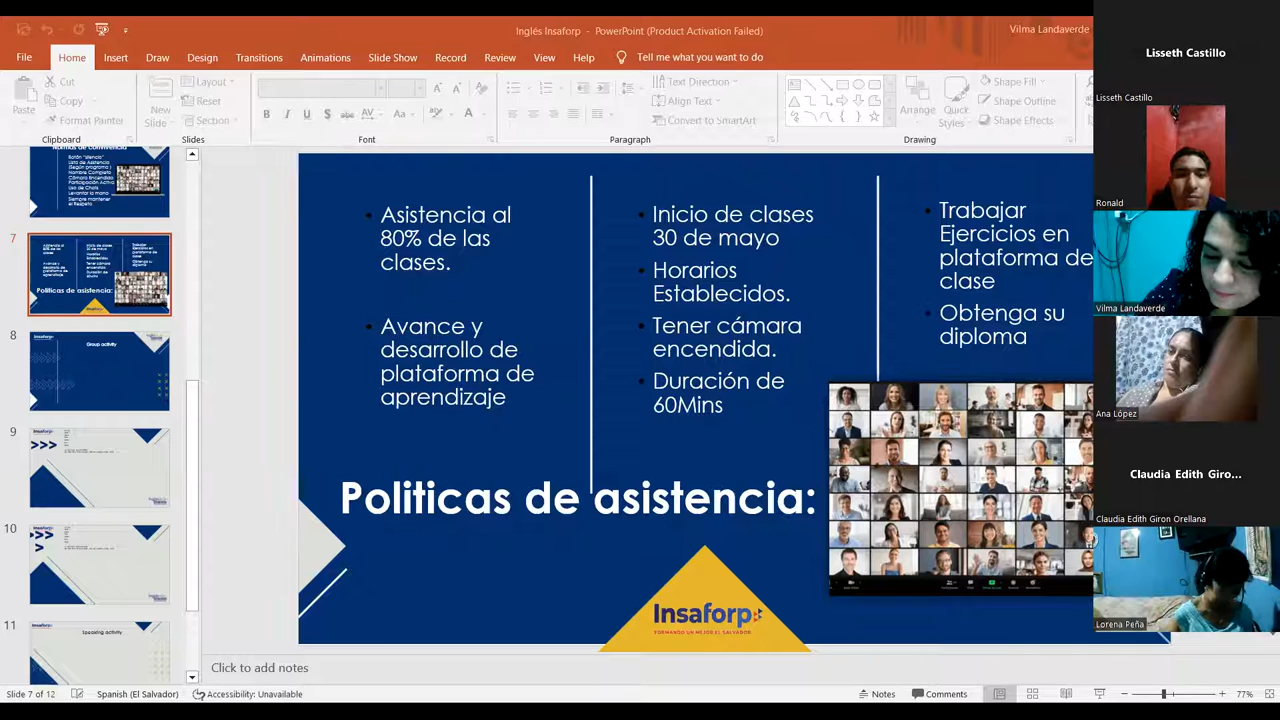 Inglés Insaforp - PowerPoint (Product Activation Failed)
Vilma Landaverde
File
Home
Insert
Draw
Design
Transitions
Animations
Slide Show
Record
Review
View
Help
Tell me what you want to do
Paste
Cut
Copy
Format Painter
Clipboard
New
Slide
Layout
Reset
Section
Slides
Font
Text Direction
Align Text
Convert to SmartArt
Paragraph
Arrange
Quick
Styles
Shape Fill
Shape Outline
Shape Effects
Drawing
7
8
Group activity
9
10
11
Speaking activity
Asistencia al
80% de las
clases.
Avance y
desarrollo de
plataforma de
aprendizaje
Inicio de clases
30 de mayo
Horarios
Establecidos.
Tener cámara
encendida.
Duración de
60Mins
Trabajar
Ejercicios en
plataforma de
clase
Obtenga su
diploma
Politicas de asistencia:
Insaforp
FORMANDO UN MEJOR EL SALVADOR
Click to add notes
Slide 7 of 12
Spanish (El Salvador)
Accessibility: Unavailable
Notes
Comments
77%
Lisseth Castillo
Lisseth Castillo
Ronald
Vilma Landaverde
Ana López
Claudia Edith Giro...
Claudia Edith Giron Orellana
Lorena Peña